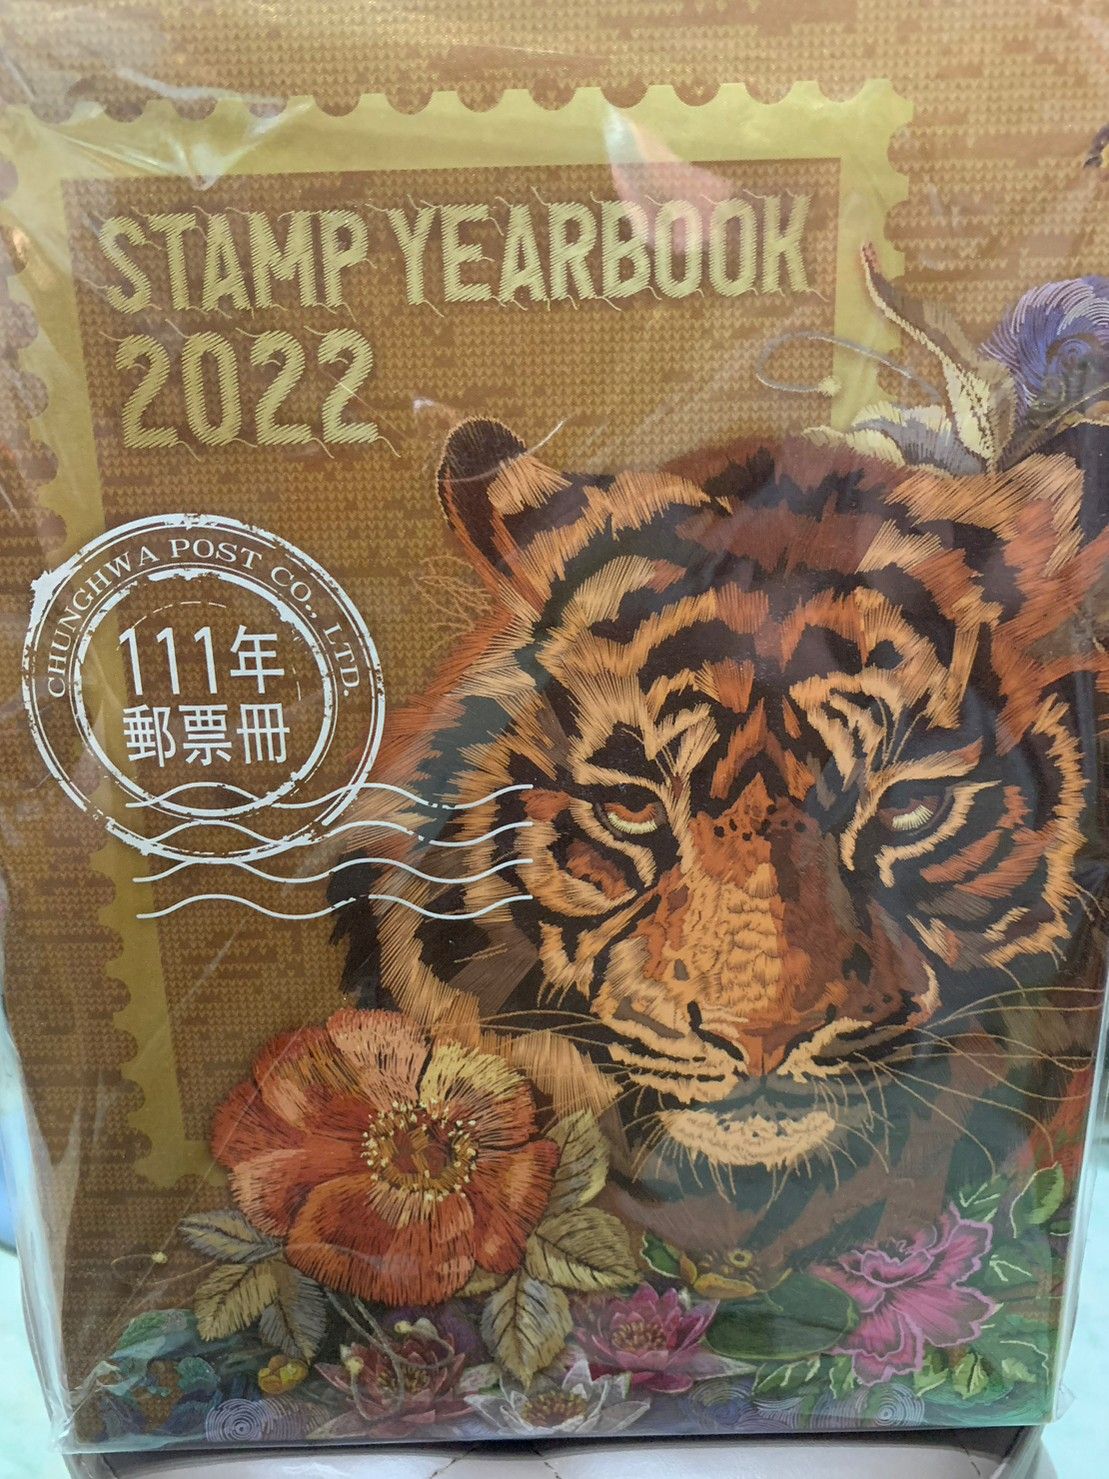 STAMP YEARBOOK
2022
CHUNGHWA POST CO., LTD.
111年
郵票冊